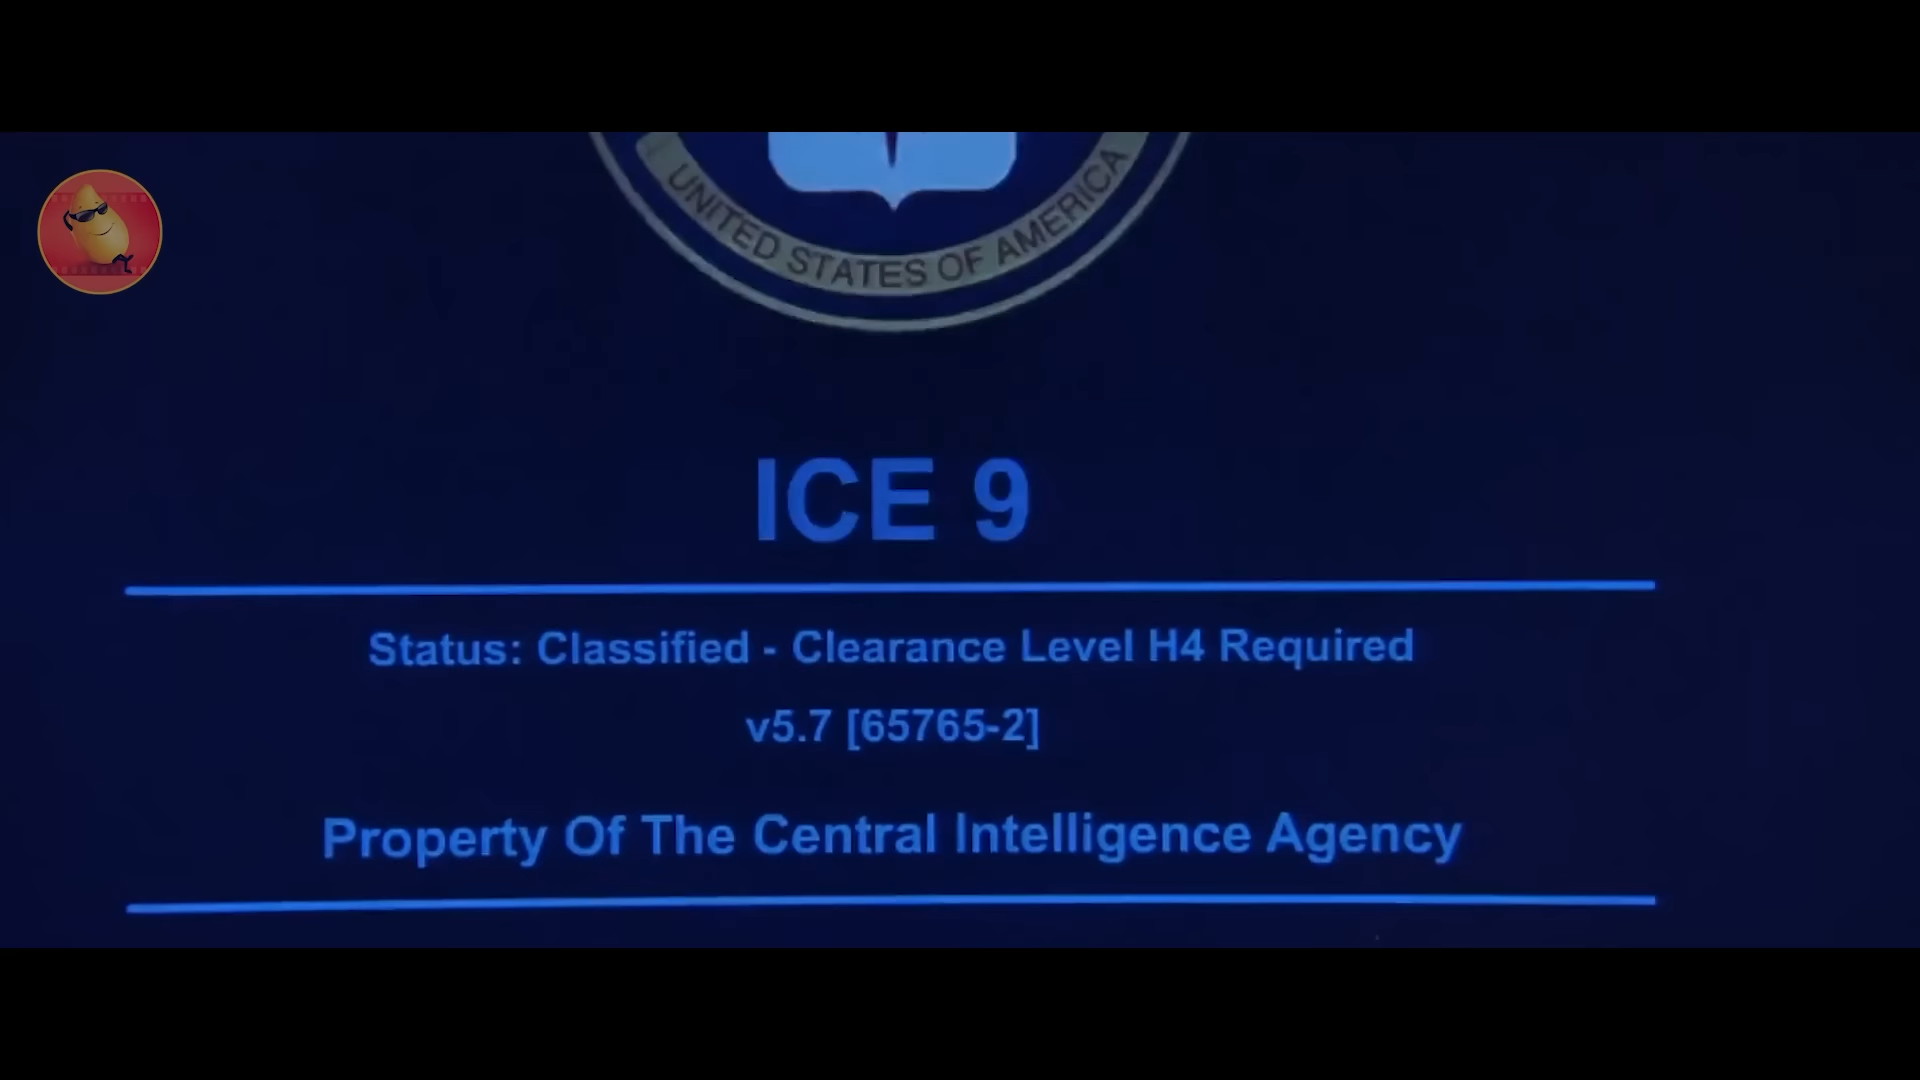 UNITED STATES OF AMERICA
ICE 9
Status: Classified - Clearance Level H4 Required
v5.7 [65765-2]
Property Of The Central Intelligence Agency